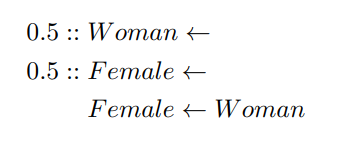 0.5 :: Woman ←
0.5 :: Female ←
Female ← Woman